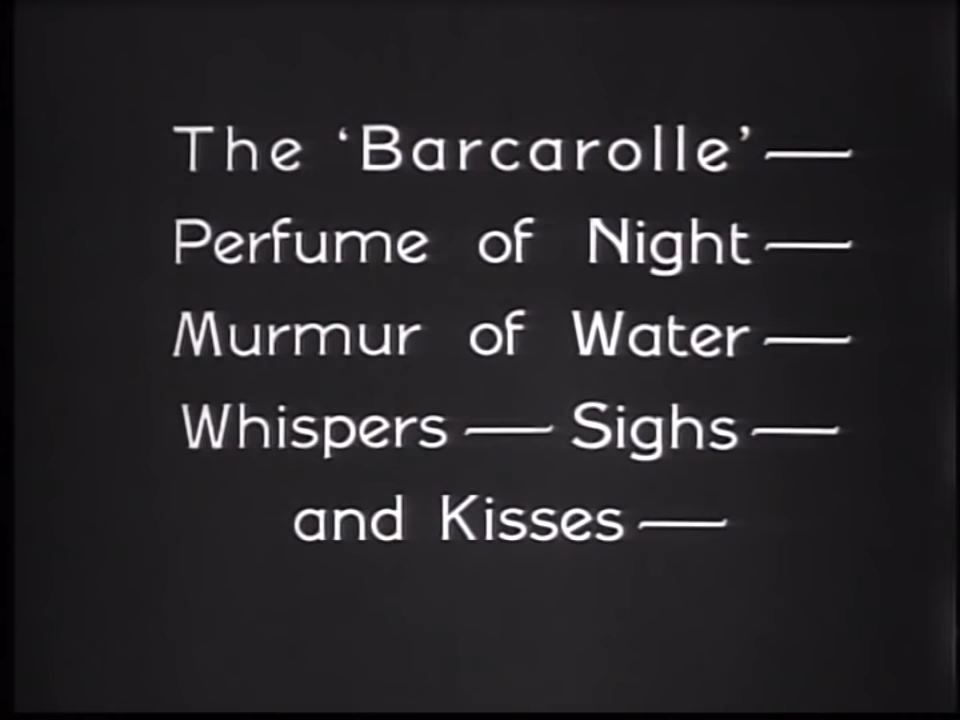 The ‘Barcarolle’—
Perfume of Night—
Murmur of Water—
Whispers— Sighs—
and Kisses—